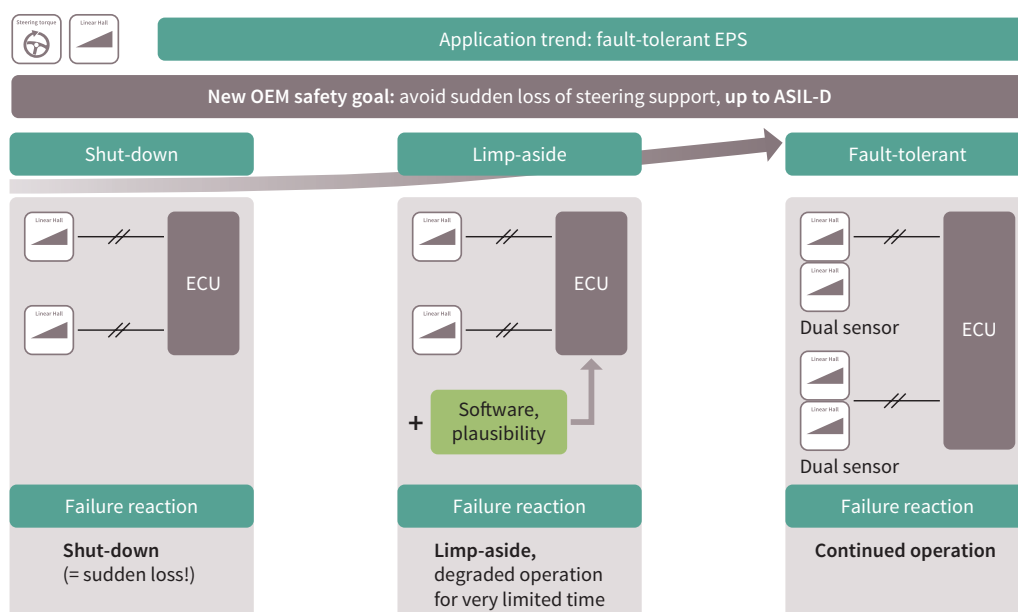 Steering torque
Linear Hall
Application trend: fault-tolerant EPS
New OEM safety goal: avoid sudden loss of steering support, up to ASIL-D
Shut-down
Limp-aside
Fault-tolerant
Linear Hall
Linear Hall
ECU
Linear Hall
Linear Hall
ECU
+
Software,
plausibility
Linear Hall
Linear Hall
Dual sensor
Linear Hall
Linear Hall
Dual sensor
ECU
Failure reaction
Failure reaction
Failure reaction
Shut-down
(= sudden loss!)
Limp-aside,
degraded operation
for very limited time
Continued operation